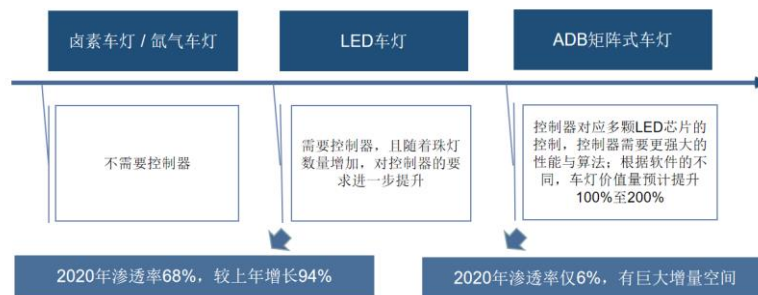 卤素车灯 / 氙气车灯
LED车灯
ADB矩阵式车灯
不需要控制器
需要控制器，且随着珠灯
数量增加，对控制器的要
求进一步提升
控制器对应多颗LED芯片的
控制，控制器需要更强大的
性能与算法；根据软件的不
同，车灯价值量预计提升
100%至200%
2020年渗透率68%，较上年增长94%
2020年渗透率仅6%，有巨大增量空间